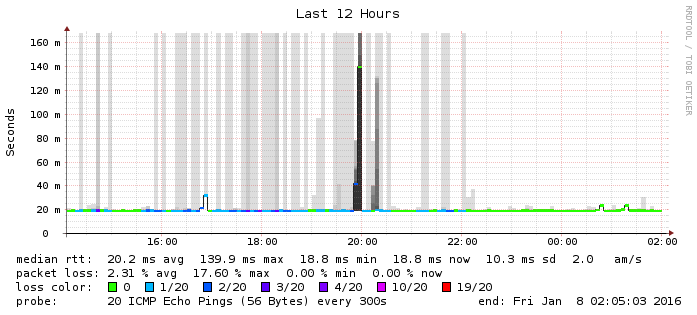 Last 12 Hours
RRDTOOL / TOBI OETIKER
Seconds
160 m
140 m
120 m
100 m
80 m
60 m
40 m
20 m
0
16:00 18:00 20:00 22:00 00:00 02:00
median rtt: 20.2 ms avg 139.9 ms max 18.8 ms min 18.8 ms now 10.3 ms sd 2.0 am/s
packet loss: 2.31 % avg 17.60 % max 0.00 % min 0.00 % now
loss color: 0 1/20 2/20 3/20 4/20 10/20 19/20
probe: 20 ICMP Echo Pings (56 Bytes) every 300s end: Fri Jan 8 02:05:03 2016